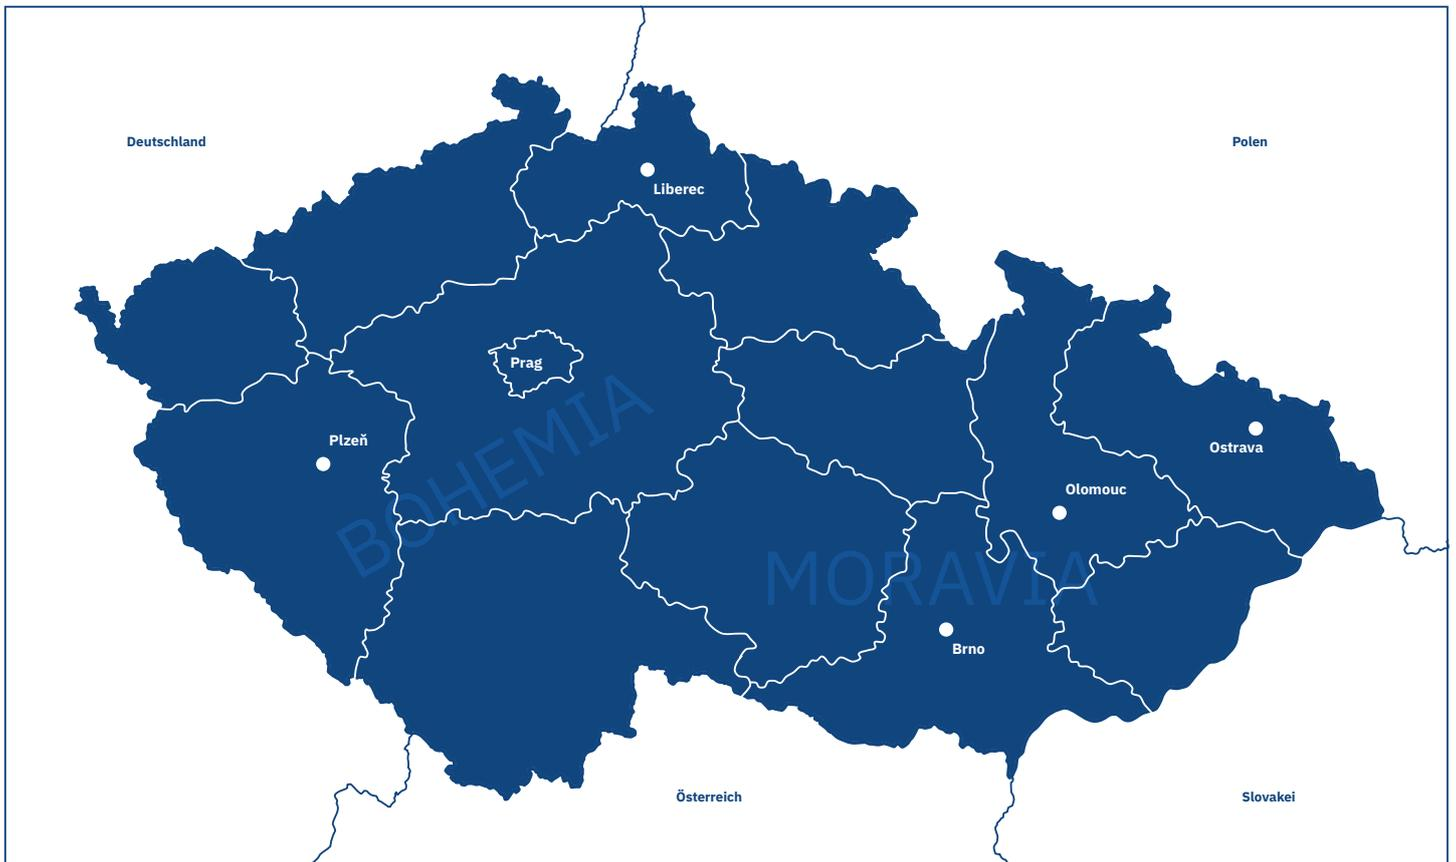 Deutschland
Polen
Liberec
Prag
BOHEMIA
Plzeň
Ostrava
Olomouc
MORAVIA
Brno
Österreich
Slovakei